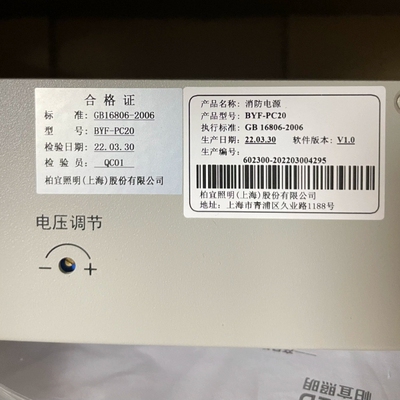 合格证
标 准: GB16806-2006
型 号: BYF-PC20
检验日期: 22.03.30
检 验 员: QC01
柏宜照明(上海)股份有限公司
产品名称: 消防电源
产品型号: BYF-PC20
执行标准: GB 16806-2006
生产日期: 22.03.30 软件版本: V1.0
生产编号:
602300-202203004295
柏宜照明(上海)股份有限公司
地址: 上海市青浦区久业路1188号
电压调节
- +
柏宜照明